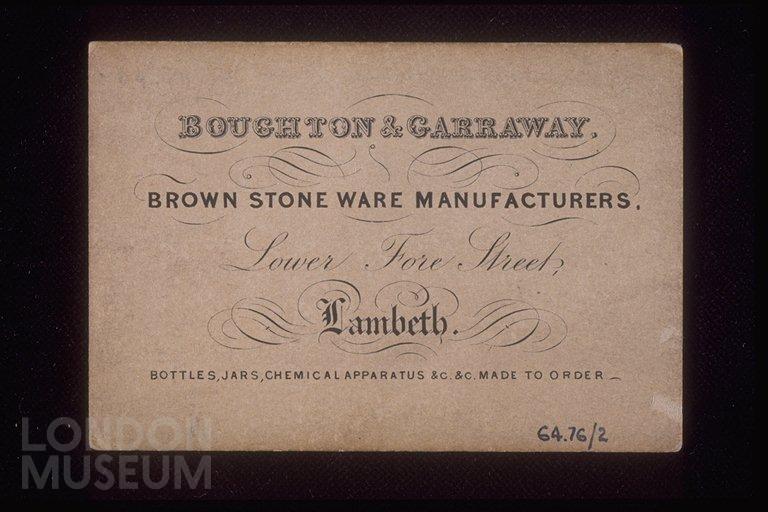 BOUGHTON & GARRAWAY.
BROWN STONE WARE MANUFACTURERS.
Lower Fore Street,
Lambeth.
BOTTLES, JARS, CHEMICAL APPARATUS &c. &c. MADE TO ORDER
64.76/2
LONDON
MUSEUM